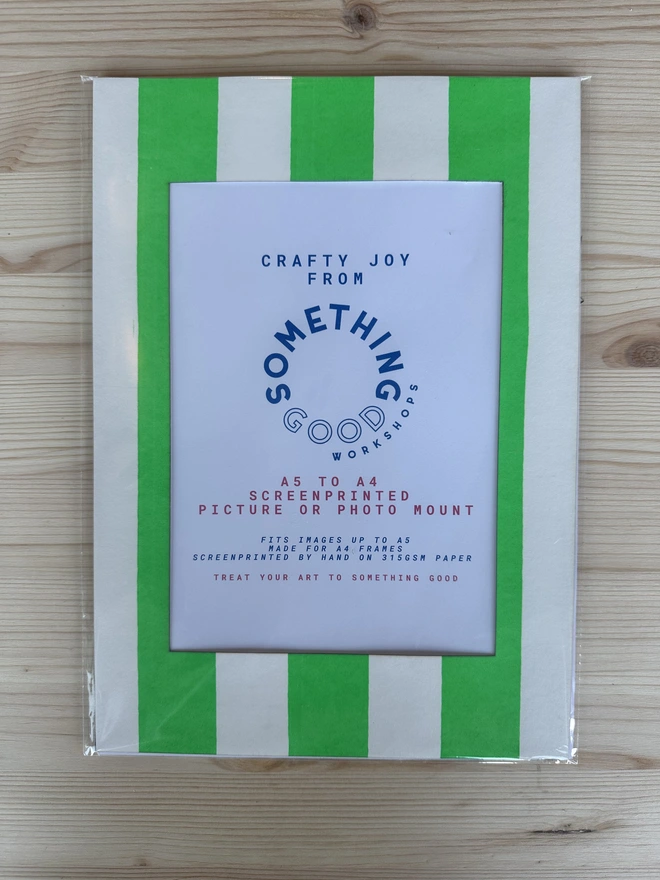 CRAFTY JOY
FROM
SOMETHING
GOOD
WORKSHOPS
A5 TO A4
SCREENPRINTED
PICTURE OR PHOTO MOUNT
FITS IMAGES UP TO A5
MADE FOR A4 FRAMES
SCREENPRINTED BY HAND ON 315GSM PAPER
TREAT YOUR ART TO SOMETHING GOOD